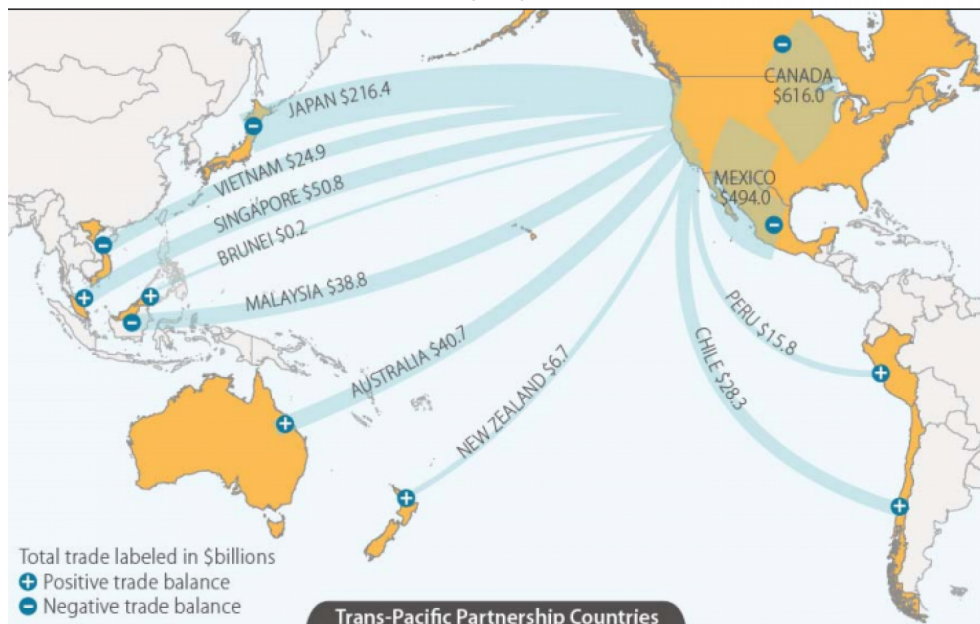 JAPAN $216.4
VIETNAM $24.9
SINGAPORE $50.8
BRUNEI $0.2
MALAYSIA $38.8
AUSTRALIA $40.7
NEW ZEALAND $6.7
CANADA
$616.0
MEXICO
$494.0
PERU $15.8
CHILE $28.3
Total trade labeled in $billions
+ Positive trade balance
− Negative trade balance
Trans-Pacific Partnership Countries